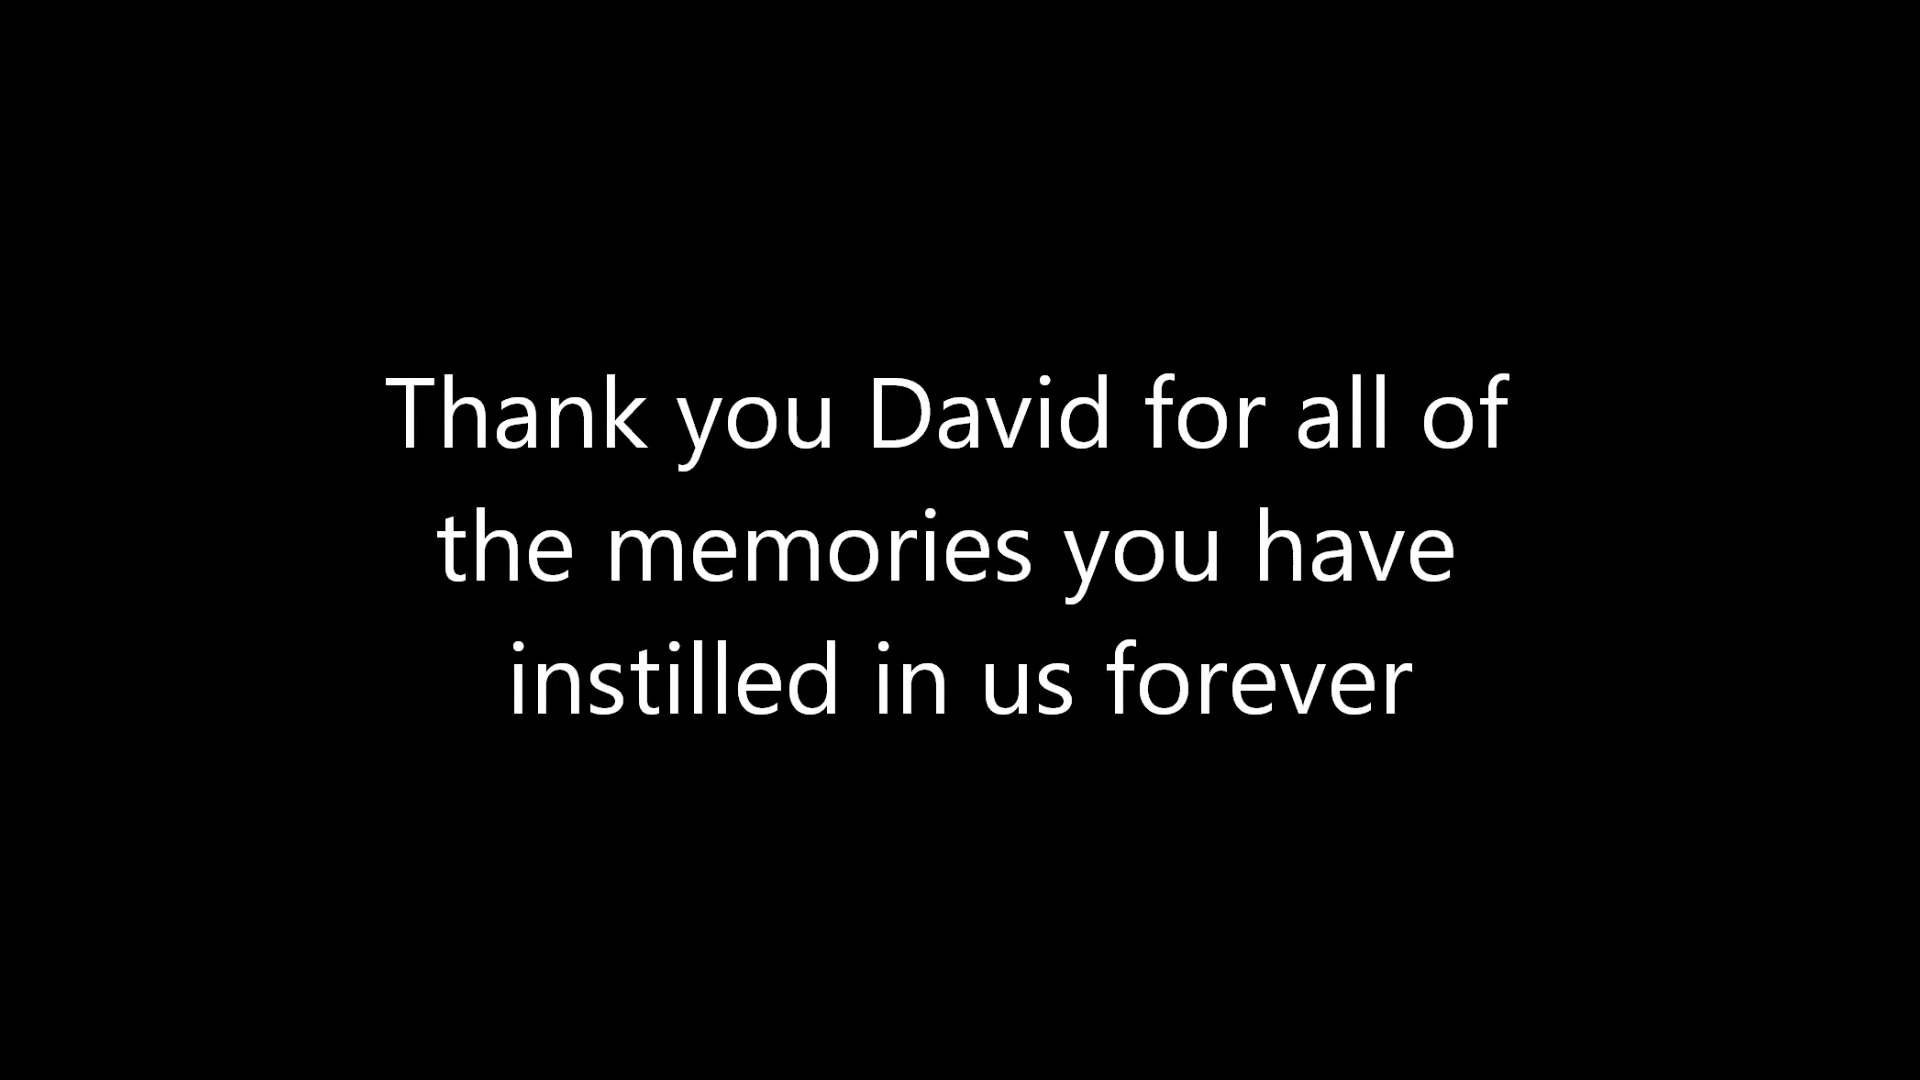 Thank you David for all of
the memories you have
instilled in us forever